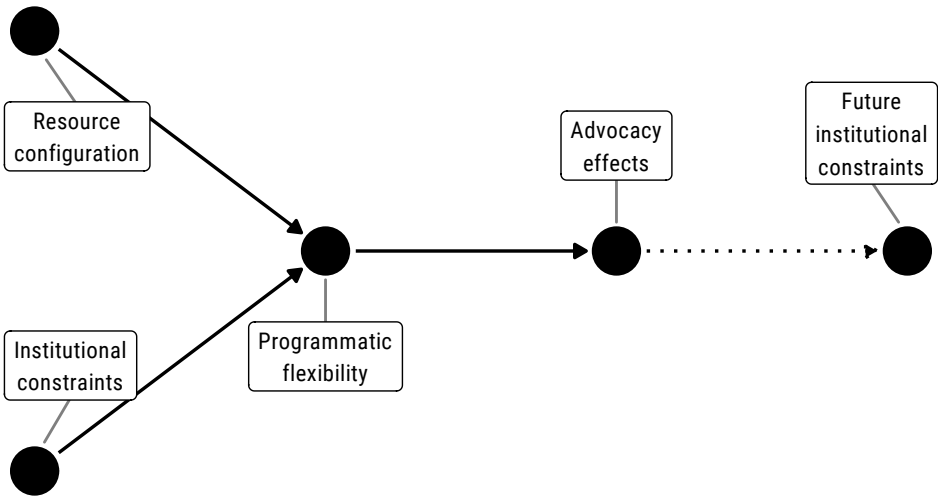 Resource
configuration
Institutional
constraints
Programmatic
flexibility
Advocacy
effects
Future
institutional
constraints